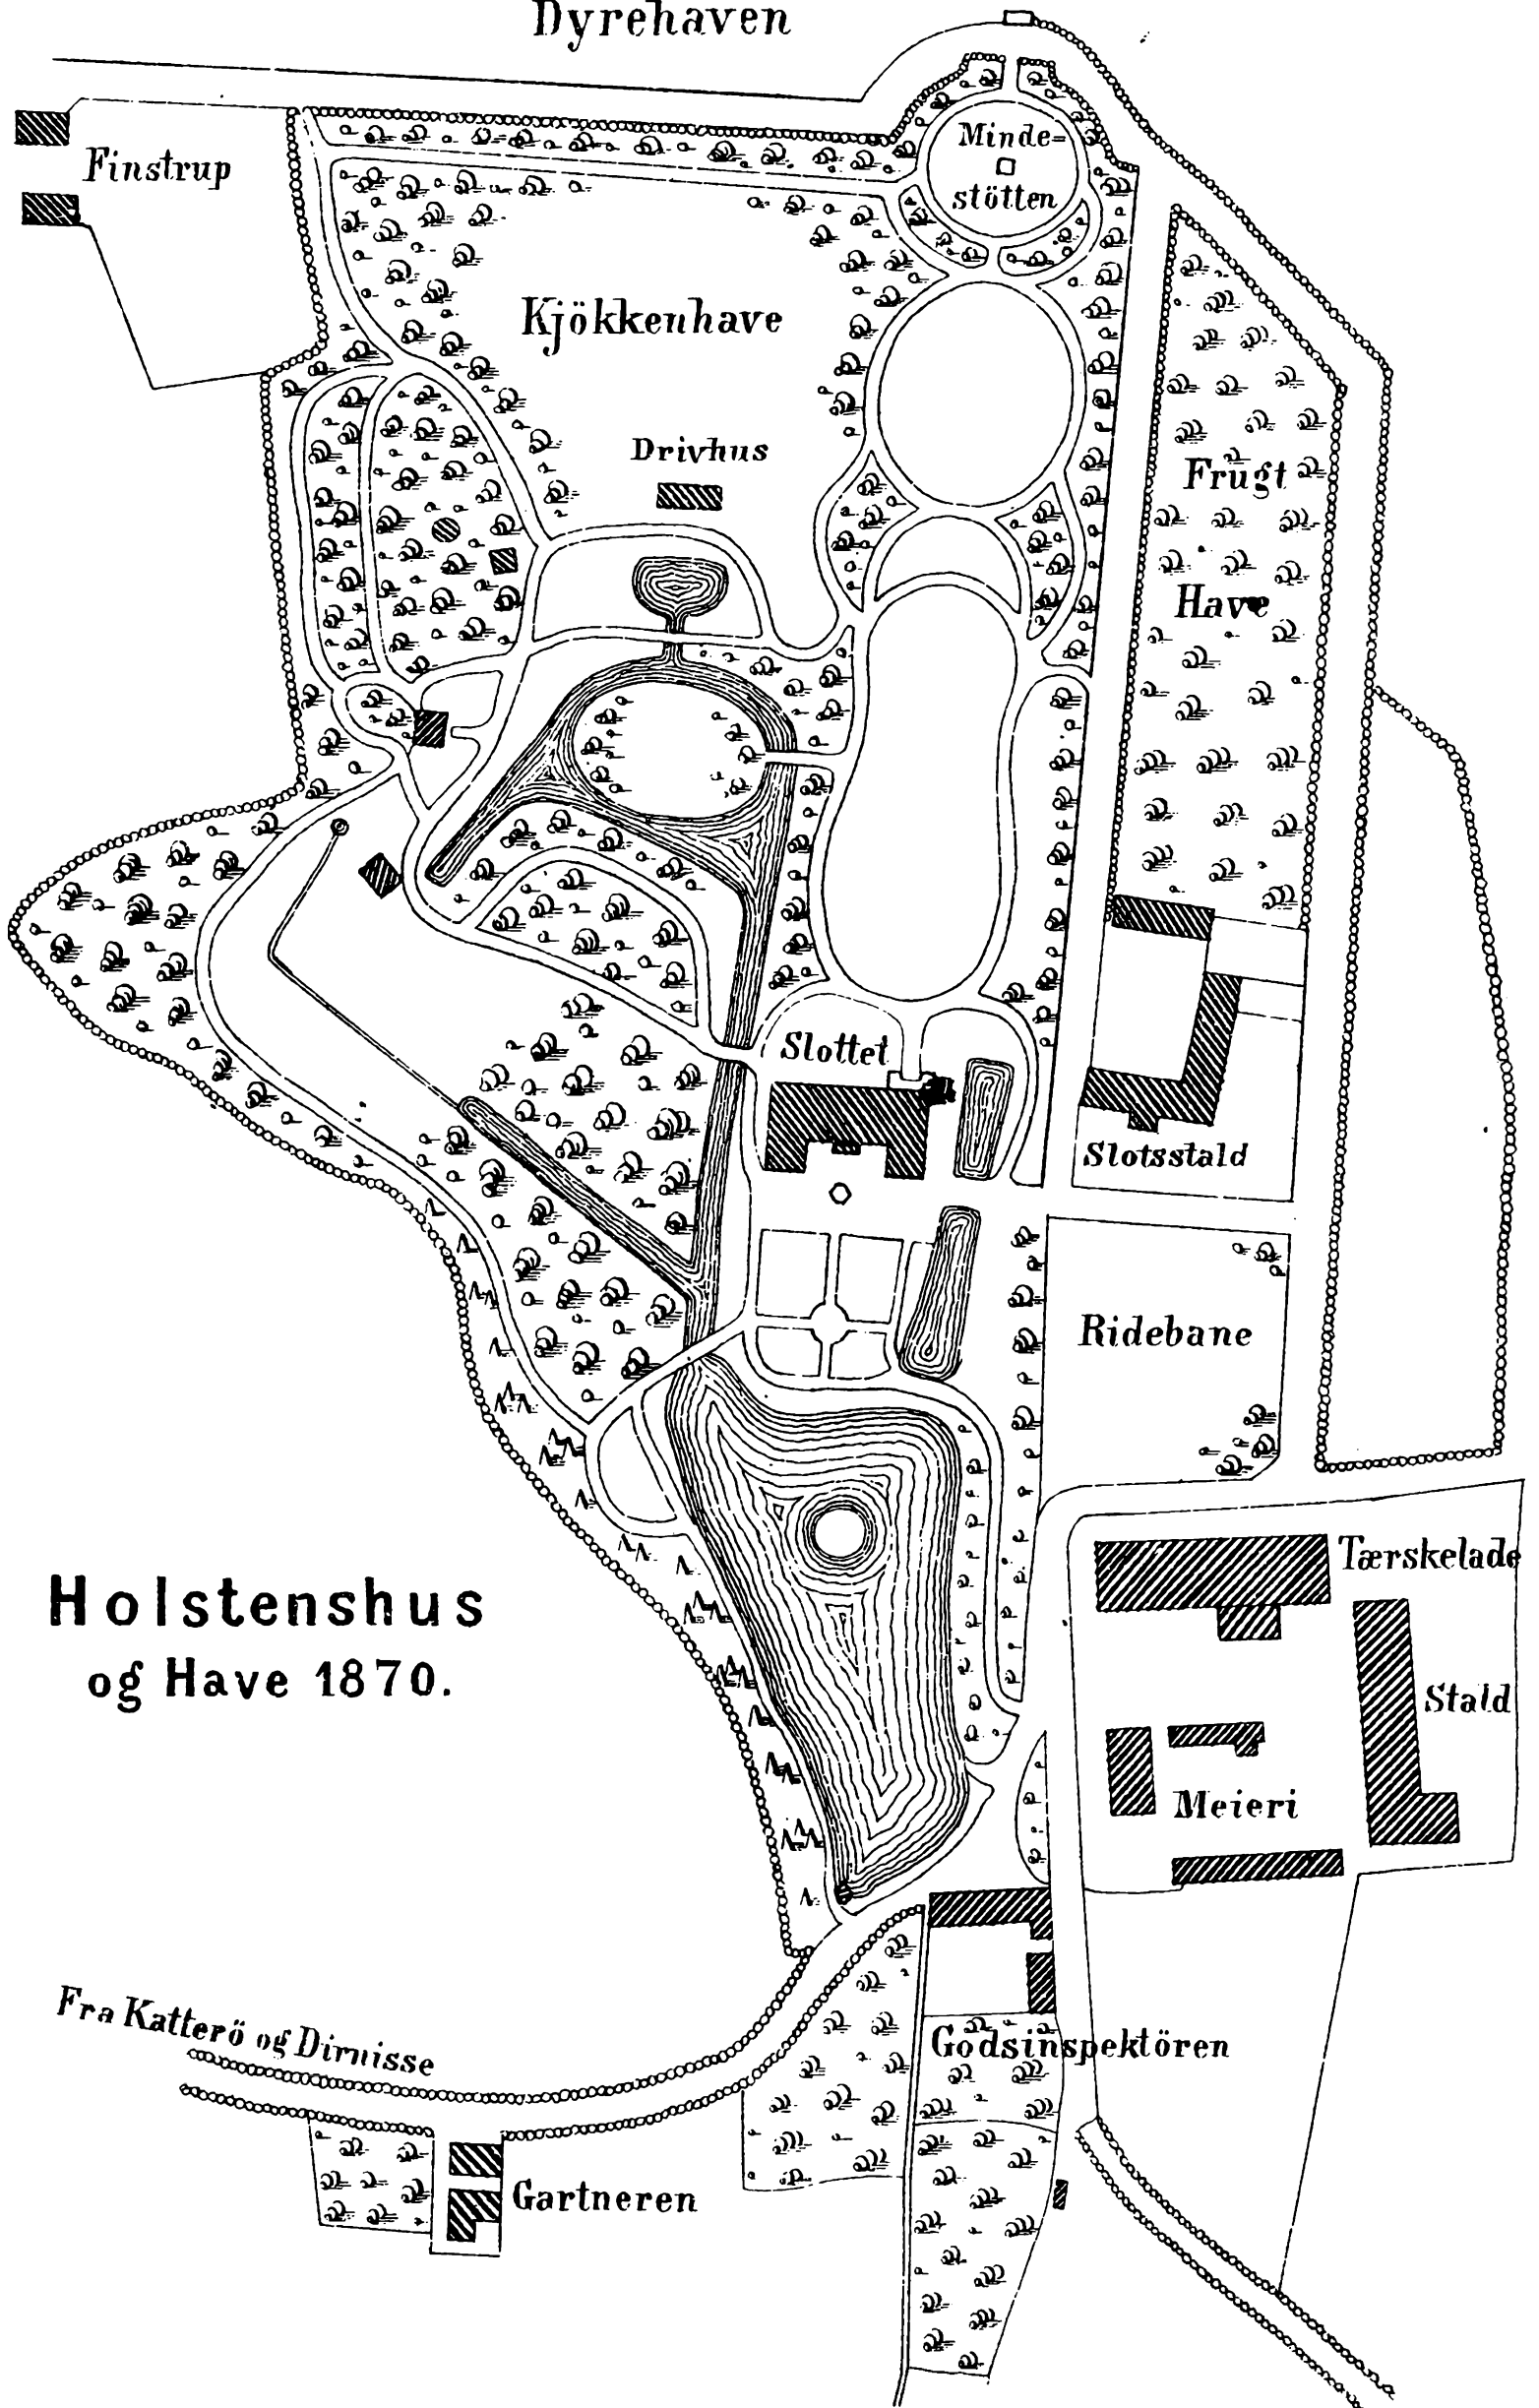 Dyrehaven
Minde-
stötten
Finstrup
Kjökkenhave
Drivhus
Frugt
Have
Slottet
Slotsstald
Ridebane
Tærskelade
Holstenshus
og Have 1870.
Stald
Meieri
Fra Katterö og Dirnisse
Godsinspektören
Gartneren